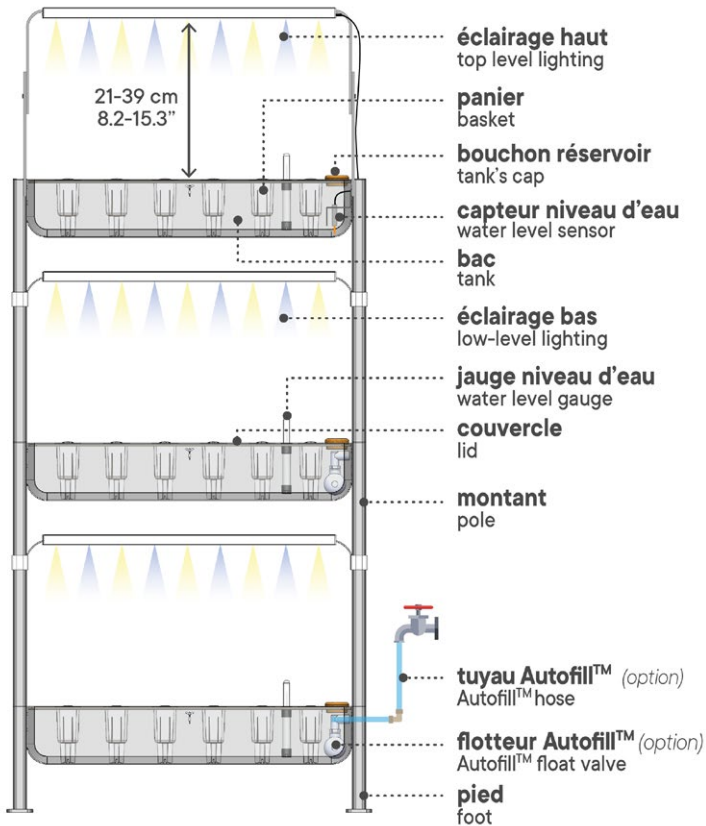 éclairage haut
top level lighting
21-39 cm
8.2-15.3"
panier
basket
bouchon réservoir
tank's cap
capteur niveau d'eau
water level sensor
bac
tank
éclairage bas
low-level lighting
jauge niveau d'eau
water level gauge
couvercle
lid
montant
pole
tuyau Autofill™ (option)
Autofill™ hose
flotteur Autofill™ (option)
Autofill™ float valve
pied
foot